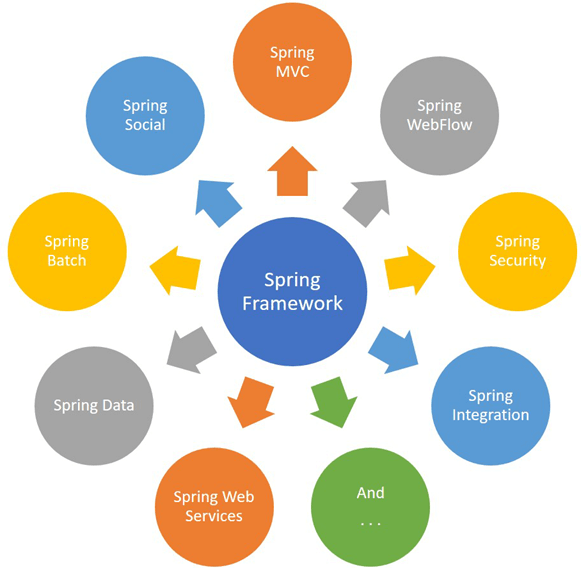 Spring
MVC
Spring
WebFlow
Spring
Security
Spring
Integration
And
. . .
Spring Web
Services
Spring Data
Spring
Batch
Spring
Social
Spring
Framework